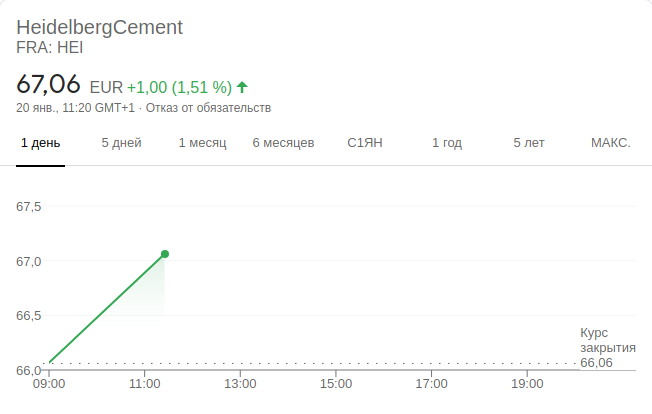 HeidelbergCement
FRA: HEI
67,06 EUR +1,00 (1,51 %)
20 янв., 11:20 GMT+1 · Отказ от обязательств
1 день 5 дней 1 месяц 6 месяцев С1ЯН 1 год 5 лет МАКС.
67,5
67,0
66,5
66,0
Курс
закрытия
66,06
09:00 11:00 13:00 15:00 17:00 19:00